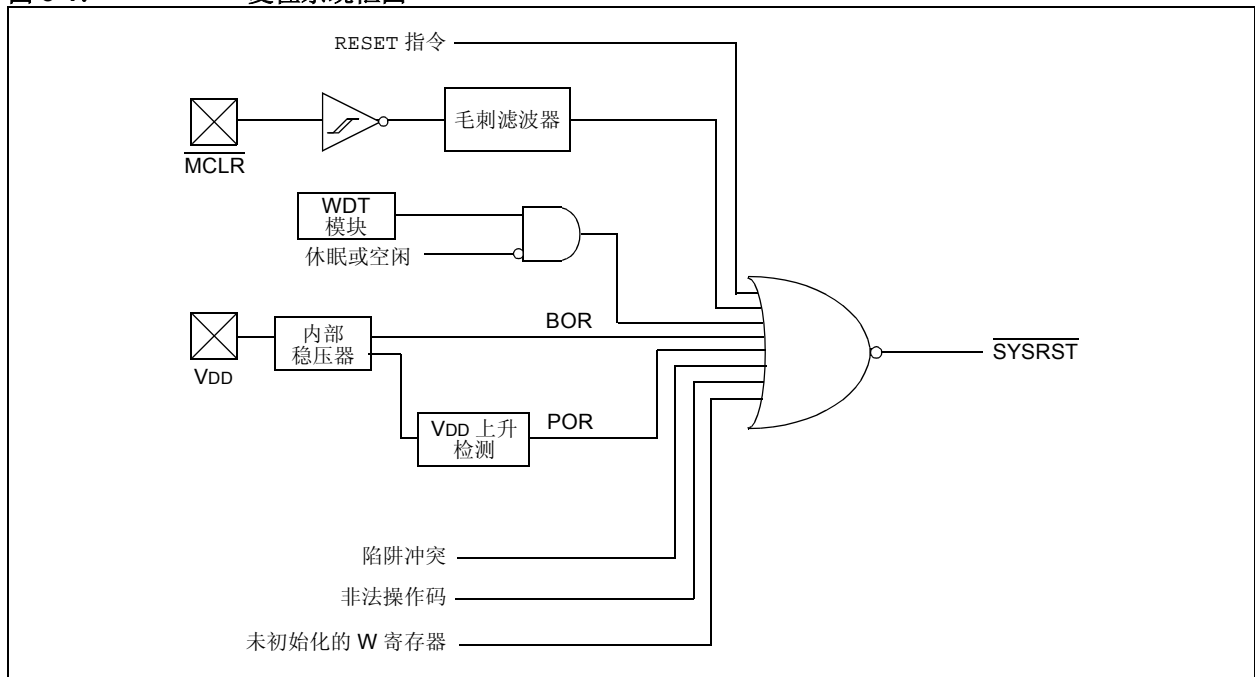 RESET 指令
毛刺滤波器
MCLR
WDT
模块
休眠或空闲
BOR
内部
稳压器
VDD
SYSRST
VDD 上升
检测
POR
陷阱冲突
非法操作码
未初始化的 W 寄存器